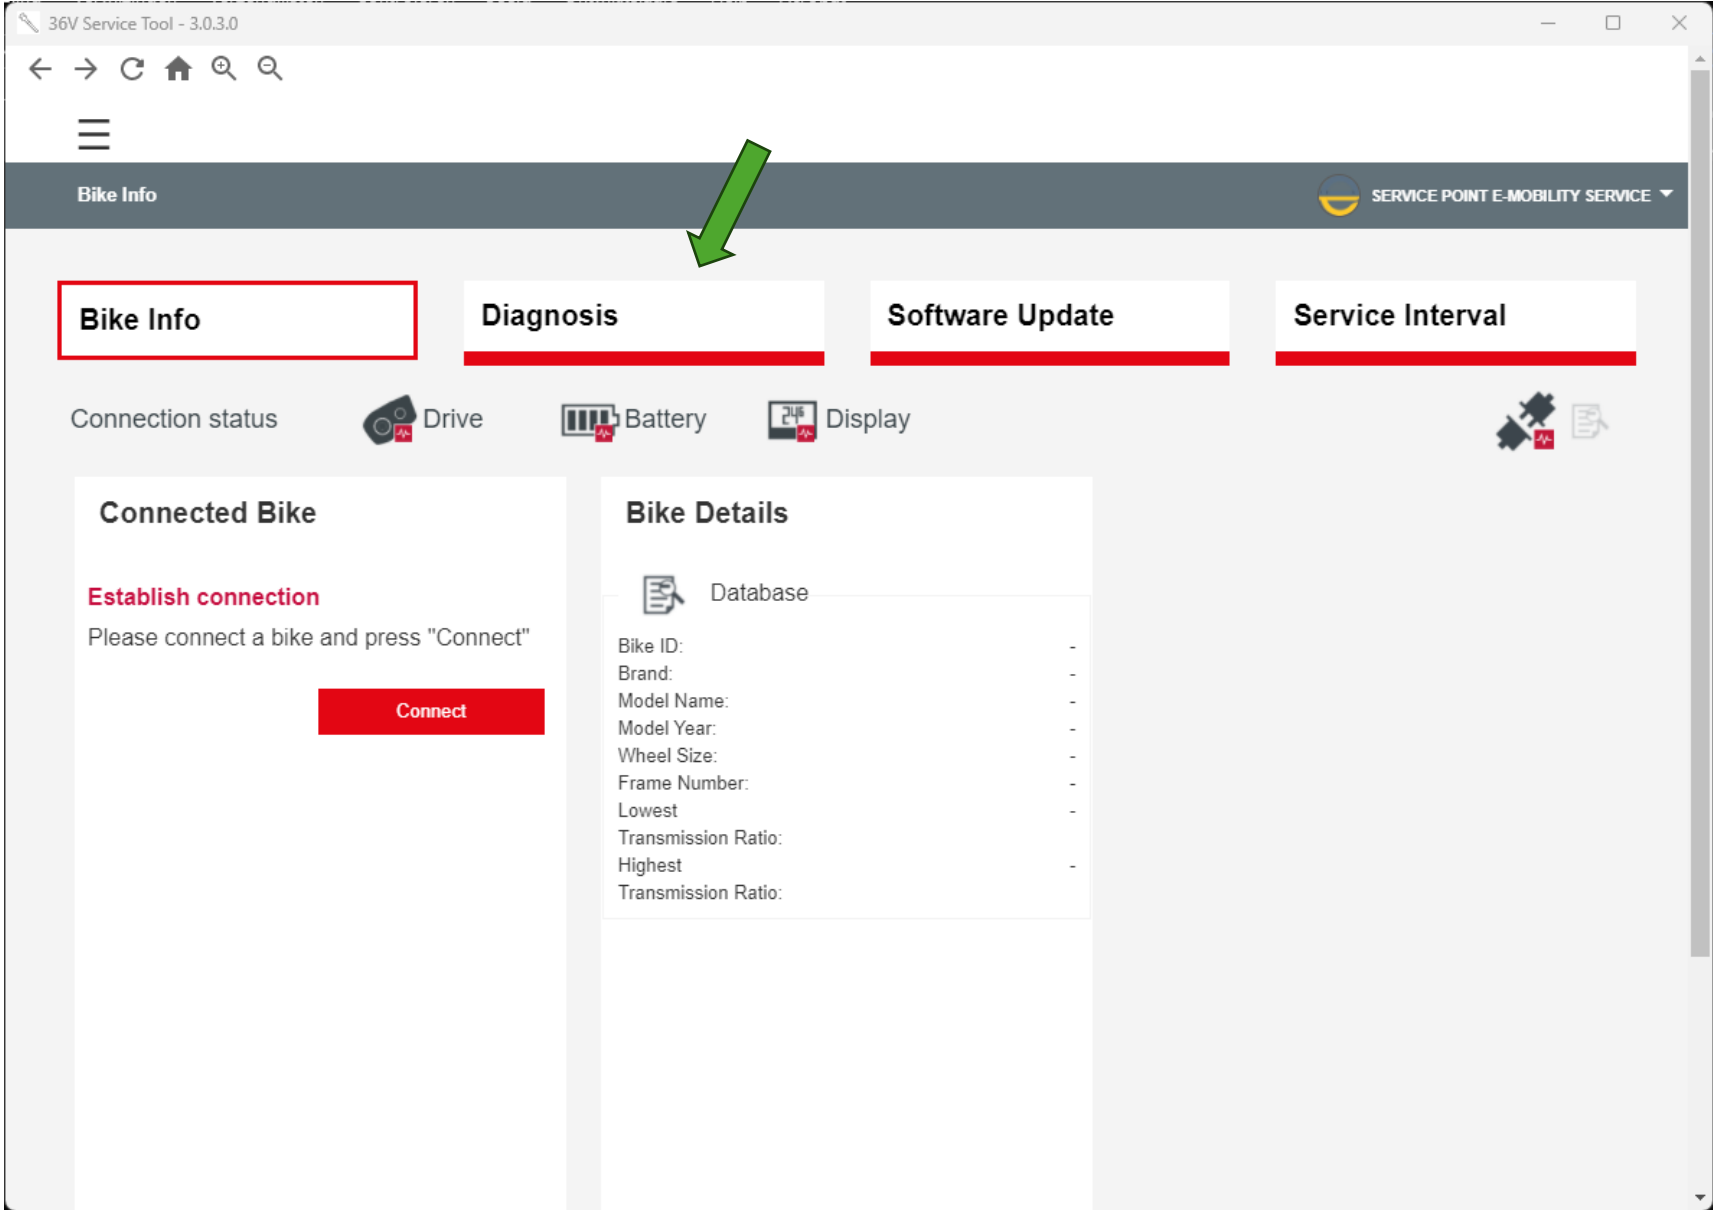 36V Service Tool - 3.0.3.0
Bike Info
SERVICE POINT E-MOBILITY SERVICE
Bike Info
Diagnosis
Software Update
Service Interval
Connection status
Drive
Battery
246
Display
Connected Bike
Establish connection
Please connect a bike and press "Connect"
Connect
Bike Details
Database
Bike ID: -
Brand: -
Model Name: -
Model Year: -
Wheel Size: -
Frame Number: -
Lowest -
Transmission Ratio:
Highest -
Transmission Ratio: